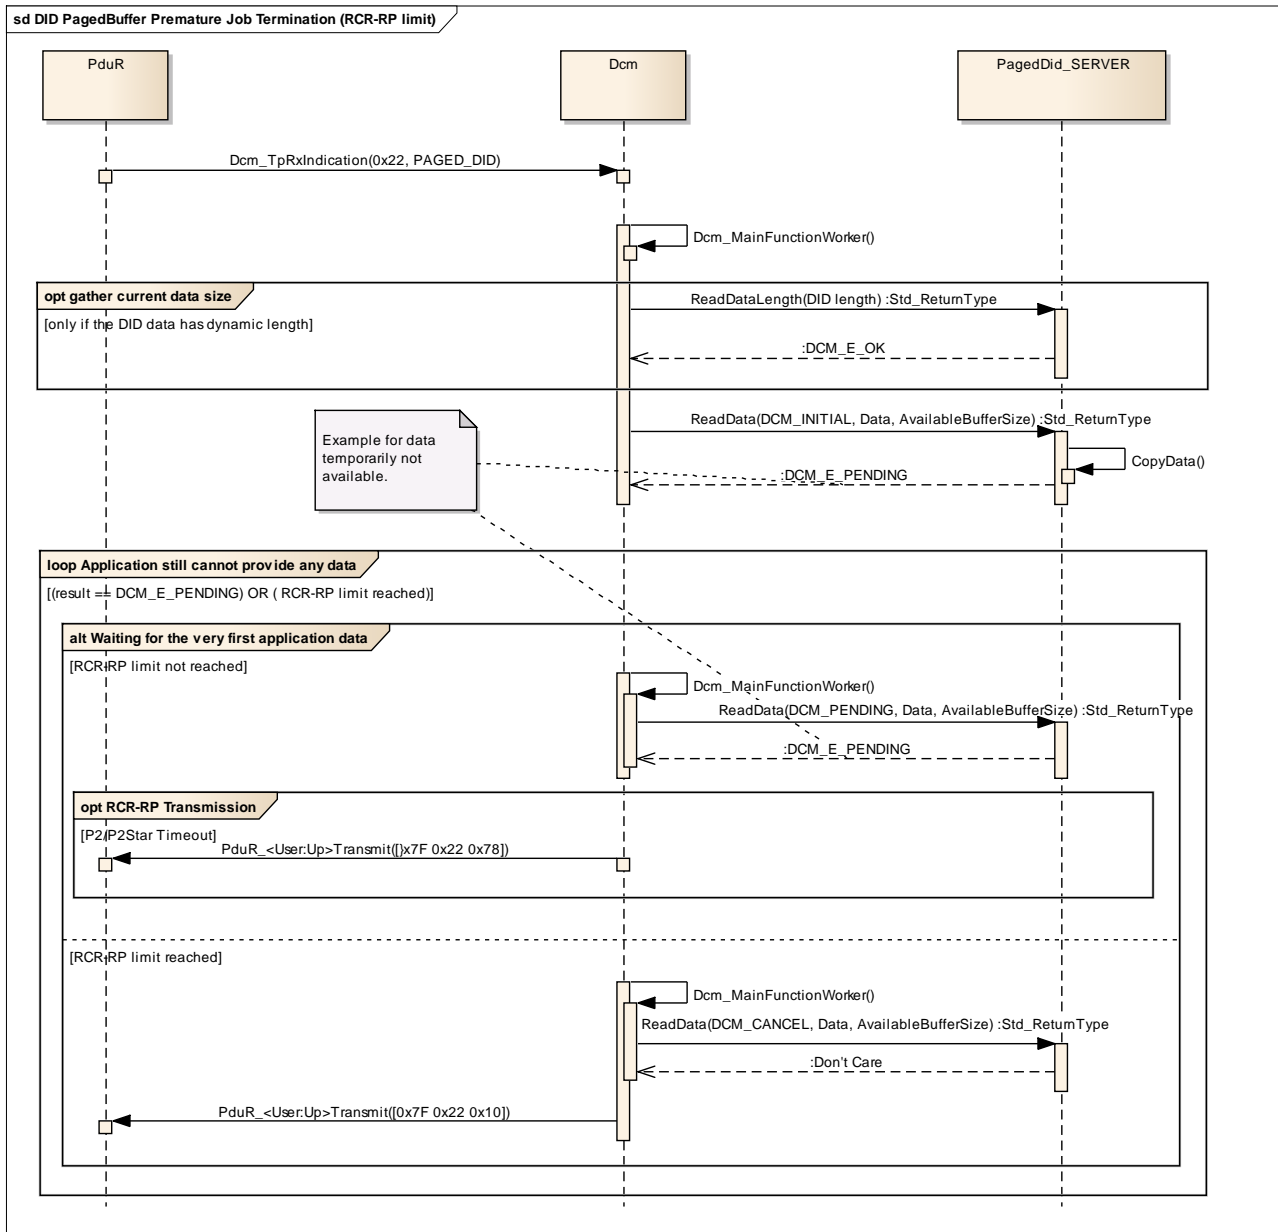 sd DID PagedBuffer Premature Job Termination (RCR-RP limit)
PduR
Dcm
PagedDid_SERVER
Dcm_TpRxIndication(0x22, PAGED_DID)
Dcm_MainFunctionWorker()
opt gather current data size
[only if the DID data has dynamic length]
ReadDataLength(DID length) :Std_ReturnType
:DCM_E_OK
ReadData(DCM_INITIAL, Data, AvailableBufferSize) :Std_ReturnType
Example for data
temporarily not
available.
CopyData()
:DCM_E_PENDING
loop Application still cannot provide any data
[(result == DCM_E_PENDING) OR ( RCR-RP limit reached)]
alt Waiting for the very first application data
[RCR-RP limit not reached]
Dcm_MainFunctionWorker()
ReadData(DCM_PENDING, Data, AvailableBufferSize) :Std_ReturnType
:DCM_E_PENDING
opt RCR-RP Transmission
[P2/P2Star Timeout]
PduR_<User:Up>Transmit([}x7F 0x22 0x78])
[RCR-RP limit reached]
Dcm_MainFunctionWorker()
ReadData(DCM_CANCEL, Data, AvailableBufferSize) :Std_ReturnType
:Don't Care
PduR_<User:Up>Transmit([0x7F 0x22 0x10])